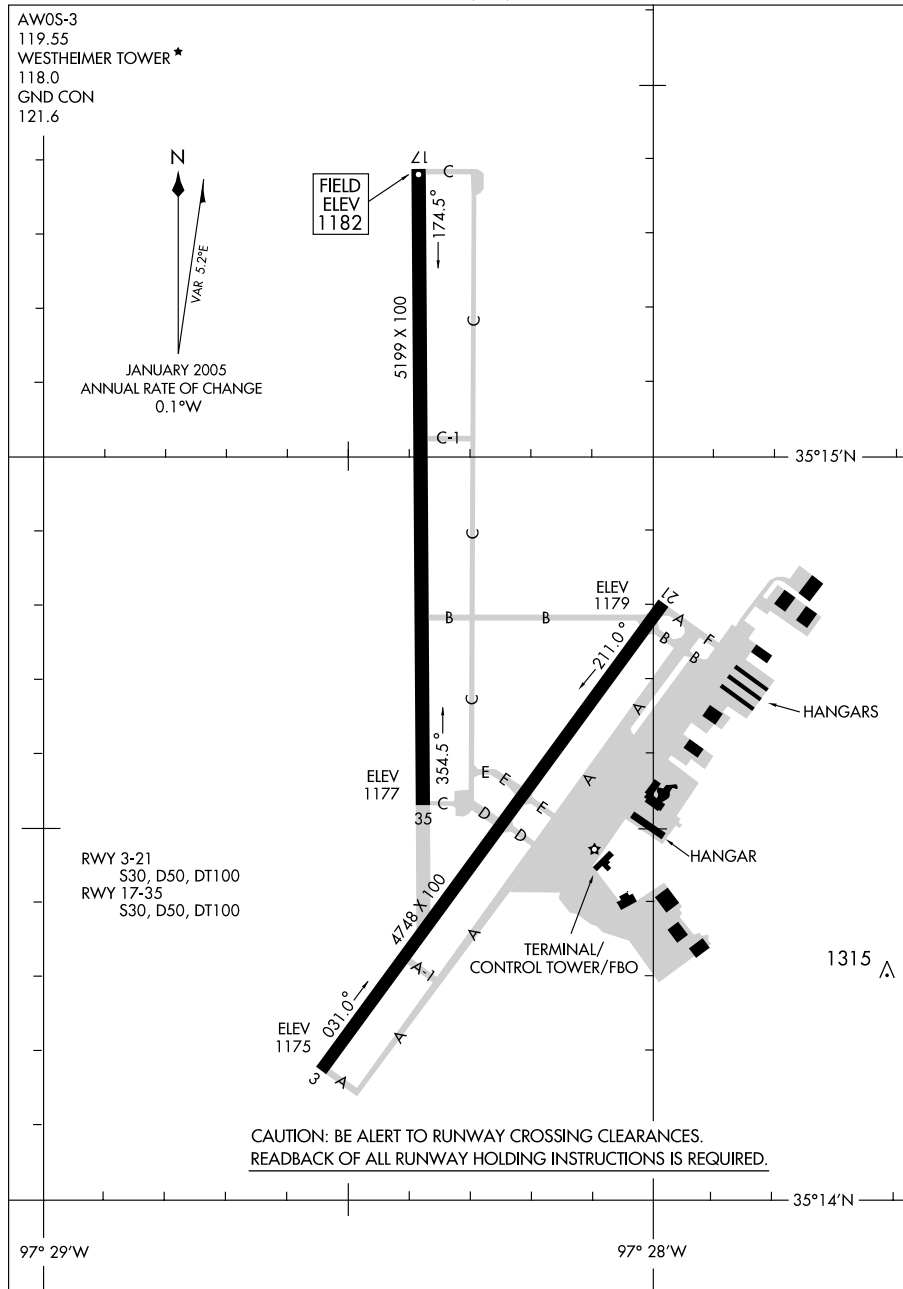 AWOS-3
119.55
WESTHEIMER TOWER★
118.0
GND CON
121.6
N
VAR 5.2°E
JANUARY 2005
ANNUAL RATE OF CHANGE
0.1°W
FIELD
ELEV
1182
17
C
174.5°
5199 X 100
C
C-1
35°15'N
C
ELEV
1179
21
B
B
A
F
B
B
211.0°
A
C
HANGARS
354.5°
E
E
E
A
ELEV
1177
35
C
D
D
HANGAR
RWY 3-21
S30, D50, DT100
RWY 17-35
S30, D50, DT100
4748 X 100
A
A-1
TERMINAL/
CONTROL TOWER/FBO
1315
031.0°
ELEV
1175
A
3
A
CAUTION: BE ALERT TO RUNWAY CROSSING CLEARANCES.
READBACK OF ALL RUNWAY HOLDING INSTRUCTIONS IS REQUIRED.
35°14'N
97° 29'W
97° 28'W